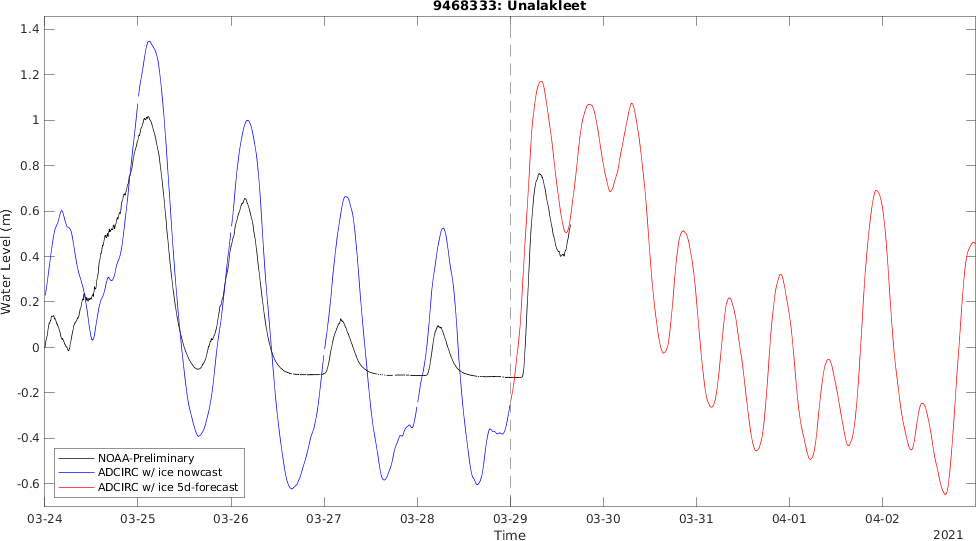 9468333: Unalakleet
Water Level (m)
1.4
1.2
1
0.8
0.6
0.4
0.2
0
-0.2
-0.4
-0.6
NOAA-Preliminary
ADCIRC w/ ice nowcast
ADCIRC w/ ice 5d-forecast
03-24 03-25 03-26 03-27 03-28 03-29 03-30 03-31 04-01 04-02
Time
2021